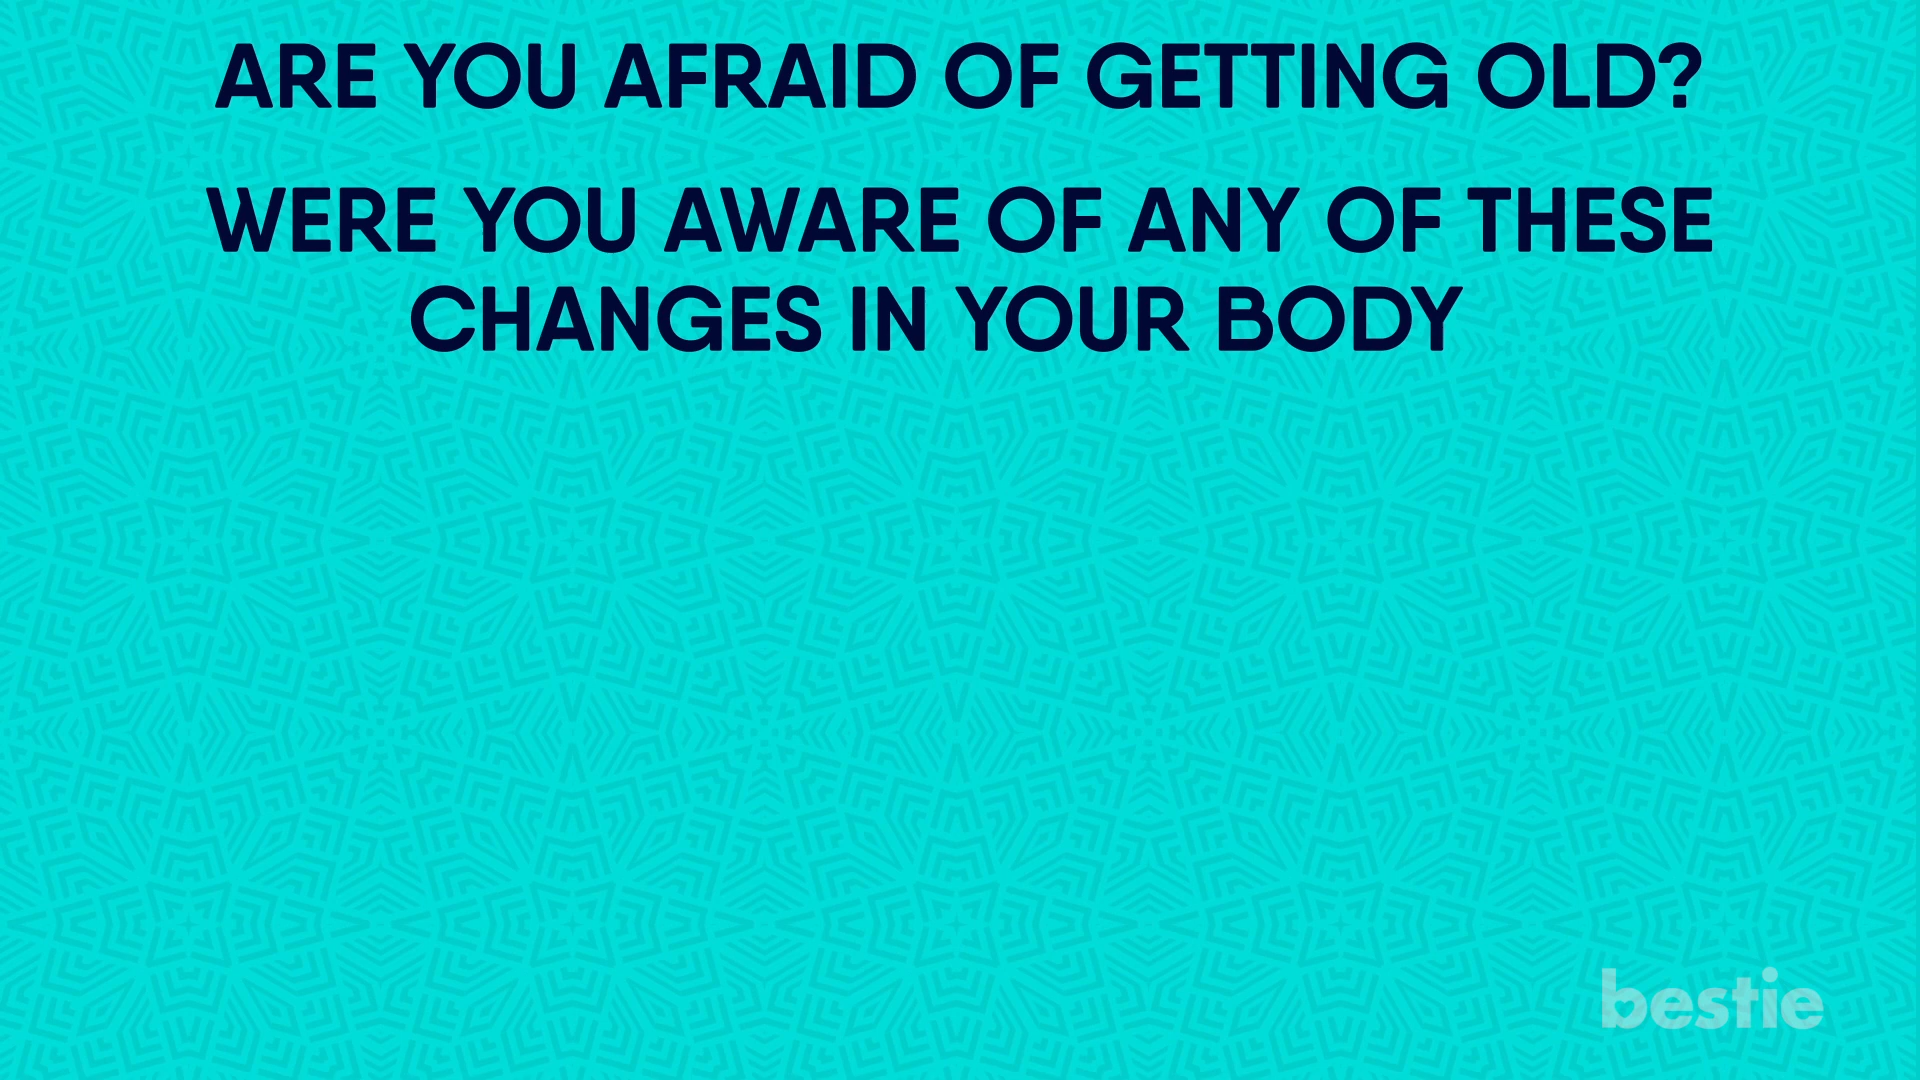 ARE YOU AFRAID OF GETTING OLD?
WERE YOU AWARE OF ANY OF THESE
CHANGES IN YOUR BODY
bestie